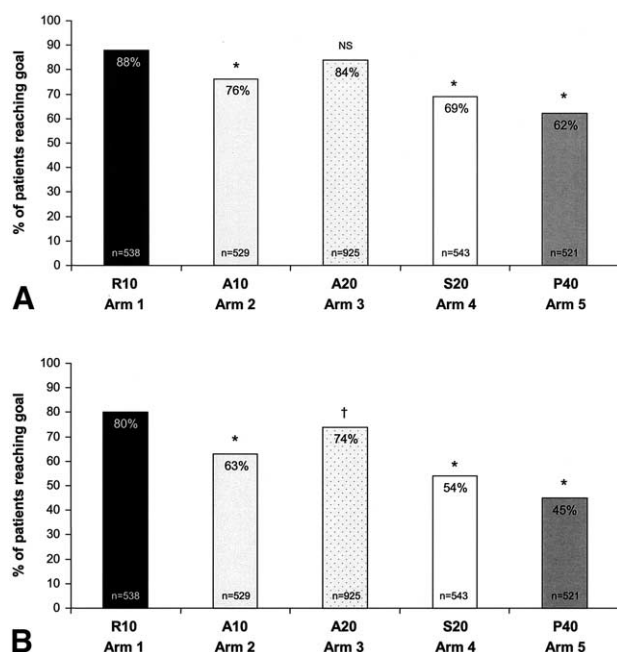 100
90
80
70
60
50
40
30
20
10
0
% of patients reaching goal
88%
*
76%
NS
84%
*
69%
*
62%
n=538
n=529
n=925
n=543
n=521
R10
A10
A20
S20
P40
A
Arm 1
Arm 2
Arm 3
Arm 4
Arm 5
100
90
80
70
60
50
40
30
20
10
0
% of patients reaching goal
80%
*
63%
†
74%
*
54%
*
45%
n=538
n=529
n=925
n=543
n=521
R10
A10
A20
S20
P40
B
Arm 1
Arm 2
Arm 3
Arm 4
Arm 5